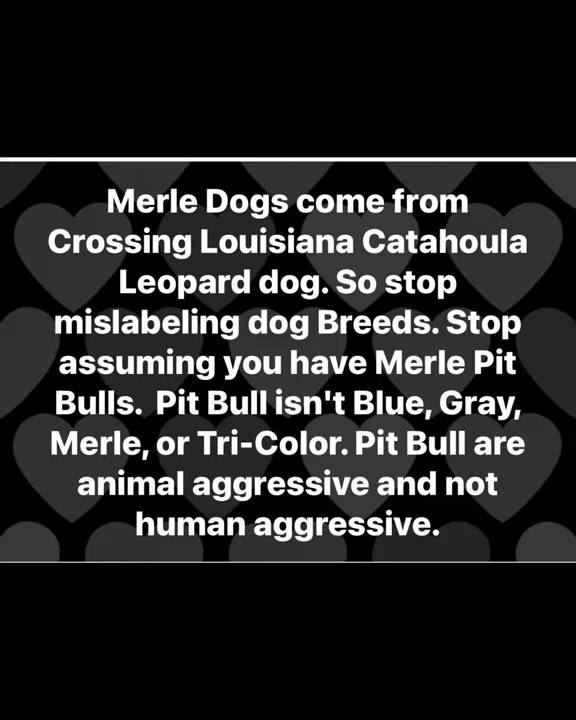 Merle Dogs come from
Crossing Louisiana Catahoula
Leopard dog. So stop
mislabeling dog Breeds. Stop
assuming you have Merle Pit
Bulls.  Pit Bull isn't Blue, Gray,
Merle, or Tri-Color. Pit Bull are
animal aggressive and not
human aggressive.